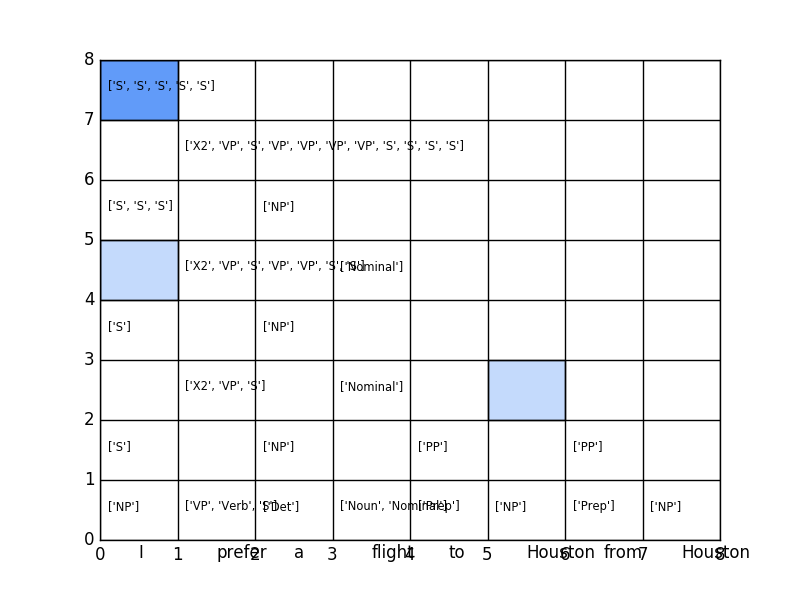 8
['S', 'S', 'S', 'S', 'S']
7
['X2', 'VP', 'S', 'VP', 'VP', 'VP', 'VP', 'S', 'S', 'S', 'S']
6
['S', 'S', 'S'] ['NP']
5
['X2', 'VP', 'S', 'VP', 'VP', 'S', 'S'] ['Nominal']
4
['S'] ['NP']
3
['X2', 'VP', 'S'] ['Nominal']
2
['S'] ['NP'] ['PP'] ['PP']
1
['NP'] ['VP', 'Verb', 'S'] ['Det'] ['Noun', 'Nominal'] ['Prep'] ['NP'] ['Prep'] ['NP']
0
I prefer a flight to Houston from Houston
0 1 2 3 4 5 6 7 8